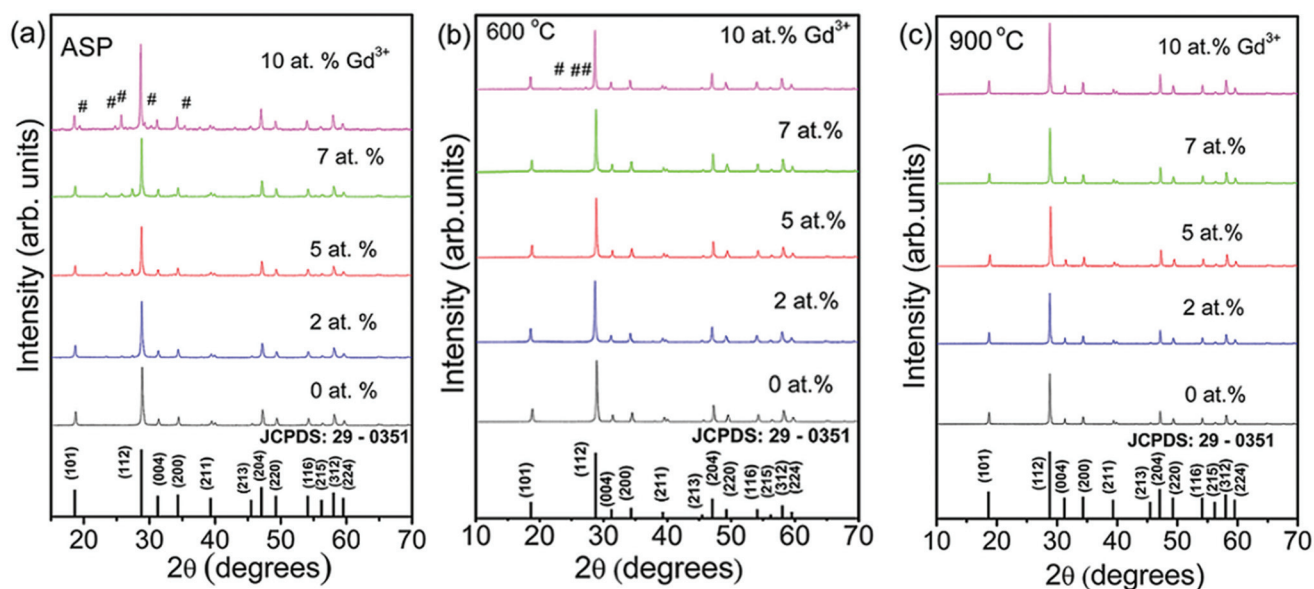 (a)
ASP
10 at. % Gd³⁺
# # # # #
7 at. %
5 at. %
2 at. %
0 at. %
JCPDS: 29 - 0351
(101)
(112)
(004)
(200)
(211)
(213)
(204)
(220)
(116)
(215)
(312)
(224)
20 30 40 50 60 70
2θ (degrees)
Intensity (arb. units)
(b)
600 °C
10 at.% Gd³⁺
# ##
7 at.%
5 at.%
2 at.%
0 at.%
JCPDS: 29 - 0351
(101)
(112)
(004)
(200)
(211)
(213)
(204)
(220)
(116)
(215)
(312)
(224)
10 20 30 40 50 60 70
2θ (degrees)
Intensity (arb.units)
(c)
900 °C
10 at.% Gd³⁺
7 at.%
5 at.%
2 at.%
0 at.%
JCPDS: 29 - 0351
(101)
(112)
(004)
(200)
(211)
(213)
(204)
(220)
(116)
(215)
(312)
(224)
10 20 30 40 50 60 70
2θ (degrees)
Intensity (arb.units)